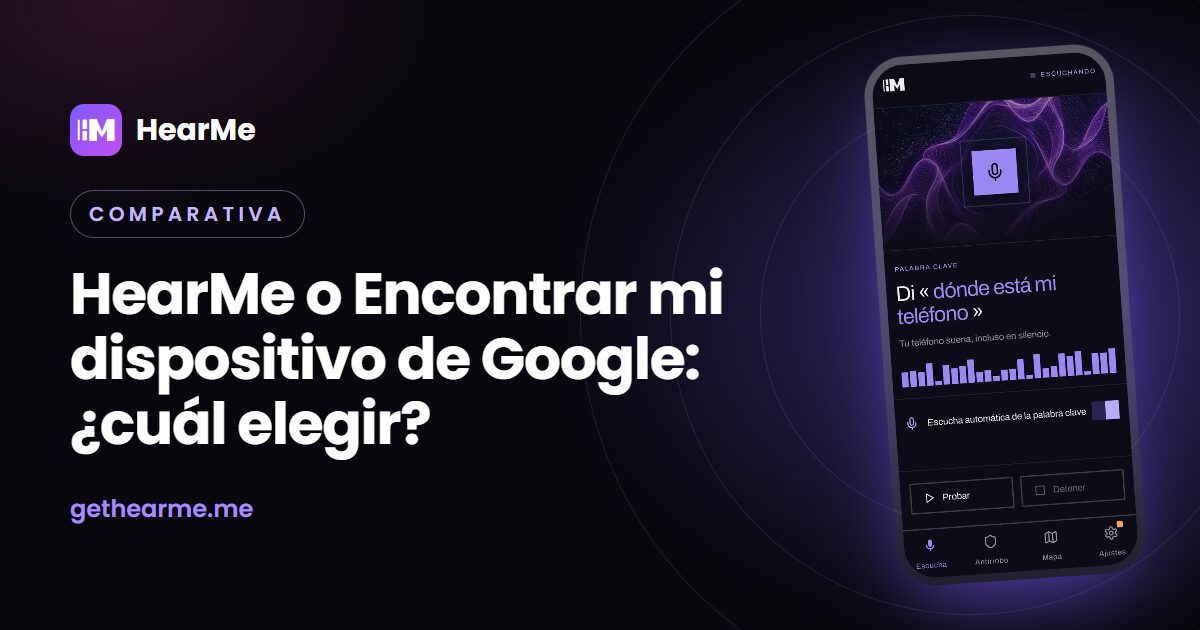 HM HearMe
COMPARATIVA
HearMe o Encontrar mi
dispositivo de Google:
¿cuál elegir?
gethearme.me
HM
ESCUCHANDO
PALABRA CLAVE
Di « dónde está mi
teléfono »
Tu teléfono suena, incluso en silencio.
Escucha automática de la palabra clave
Probar
Detener
Escucha
Antirrobo
Mapa
Ajustes